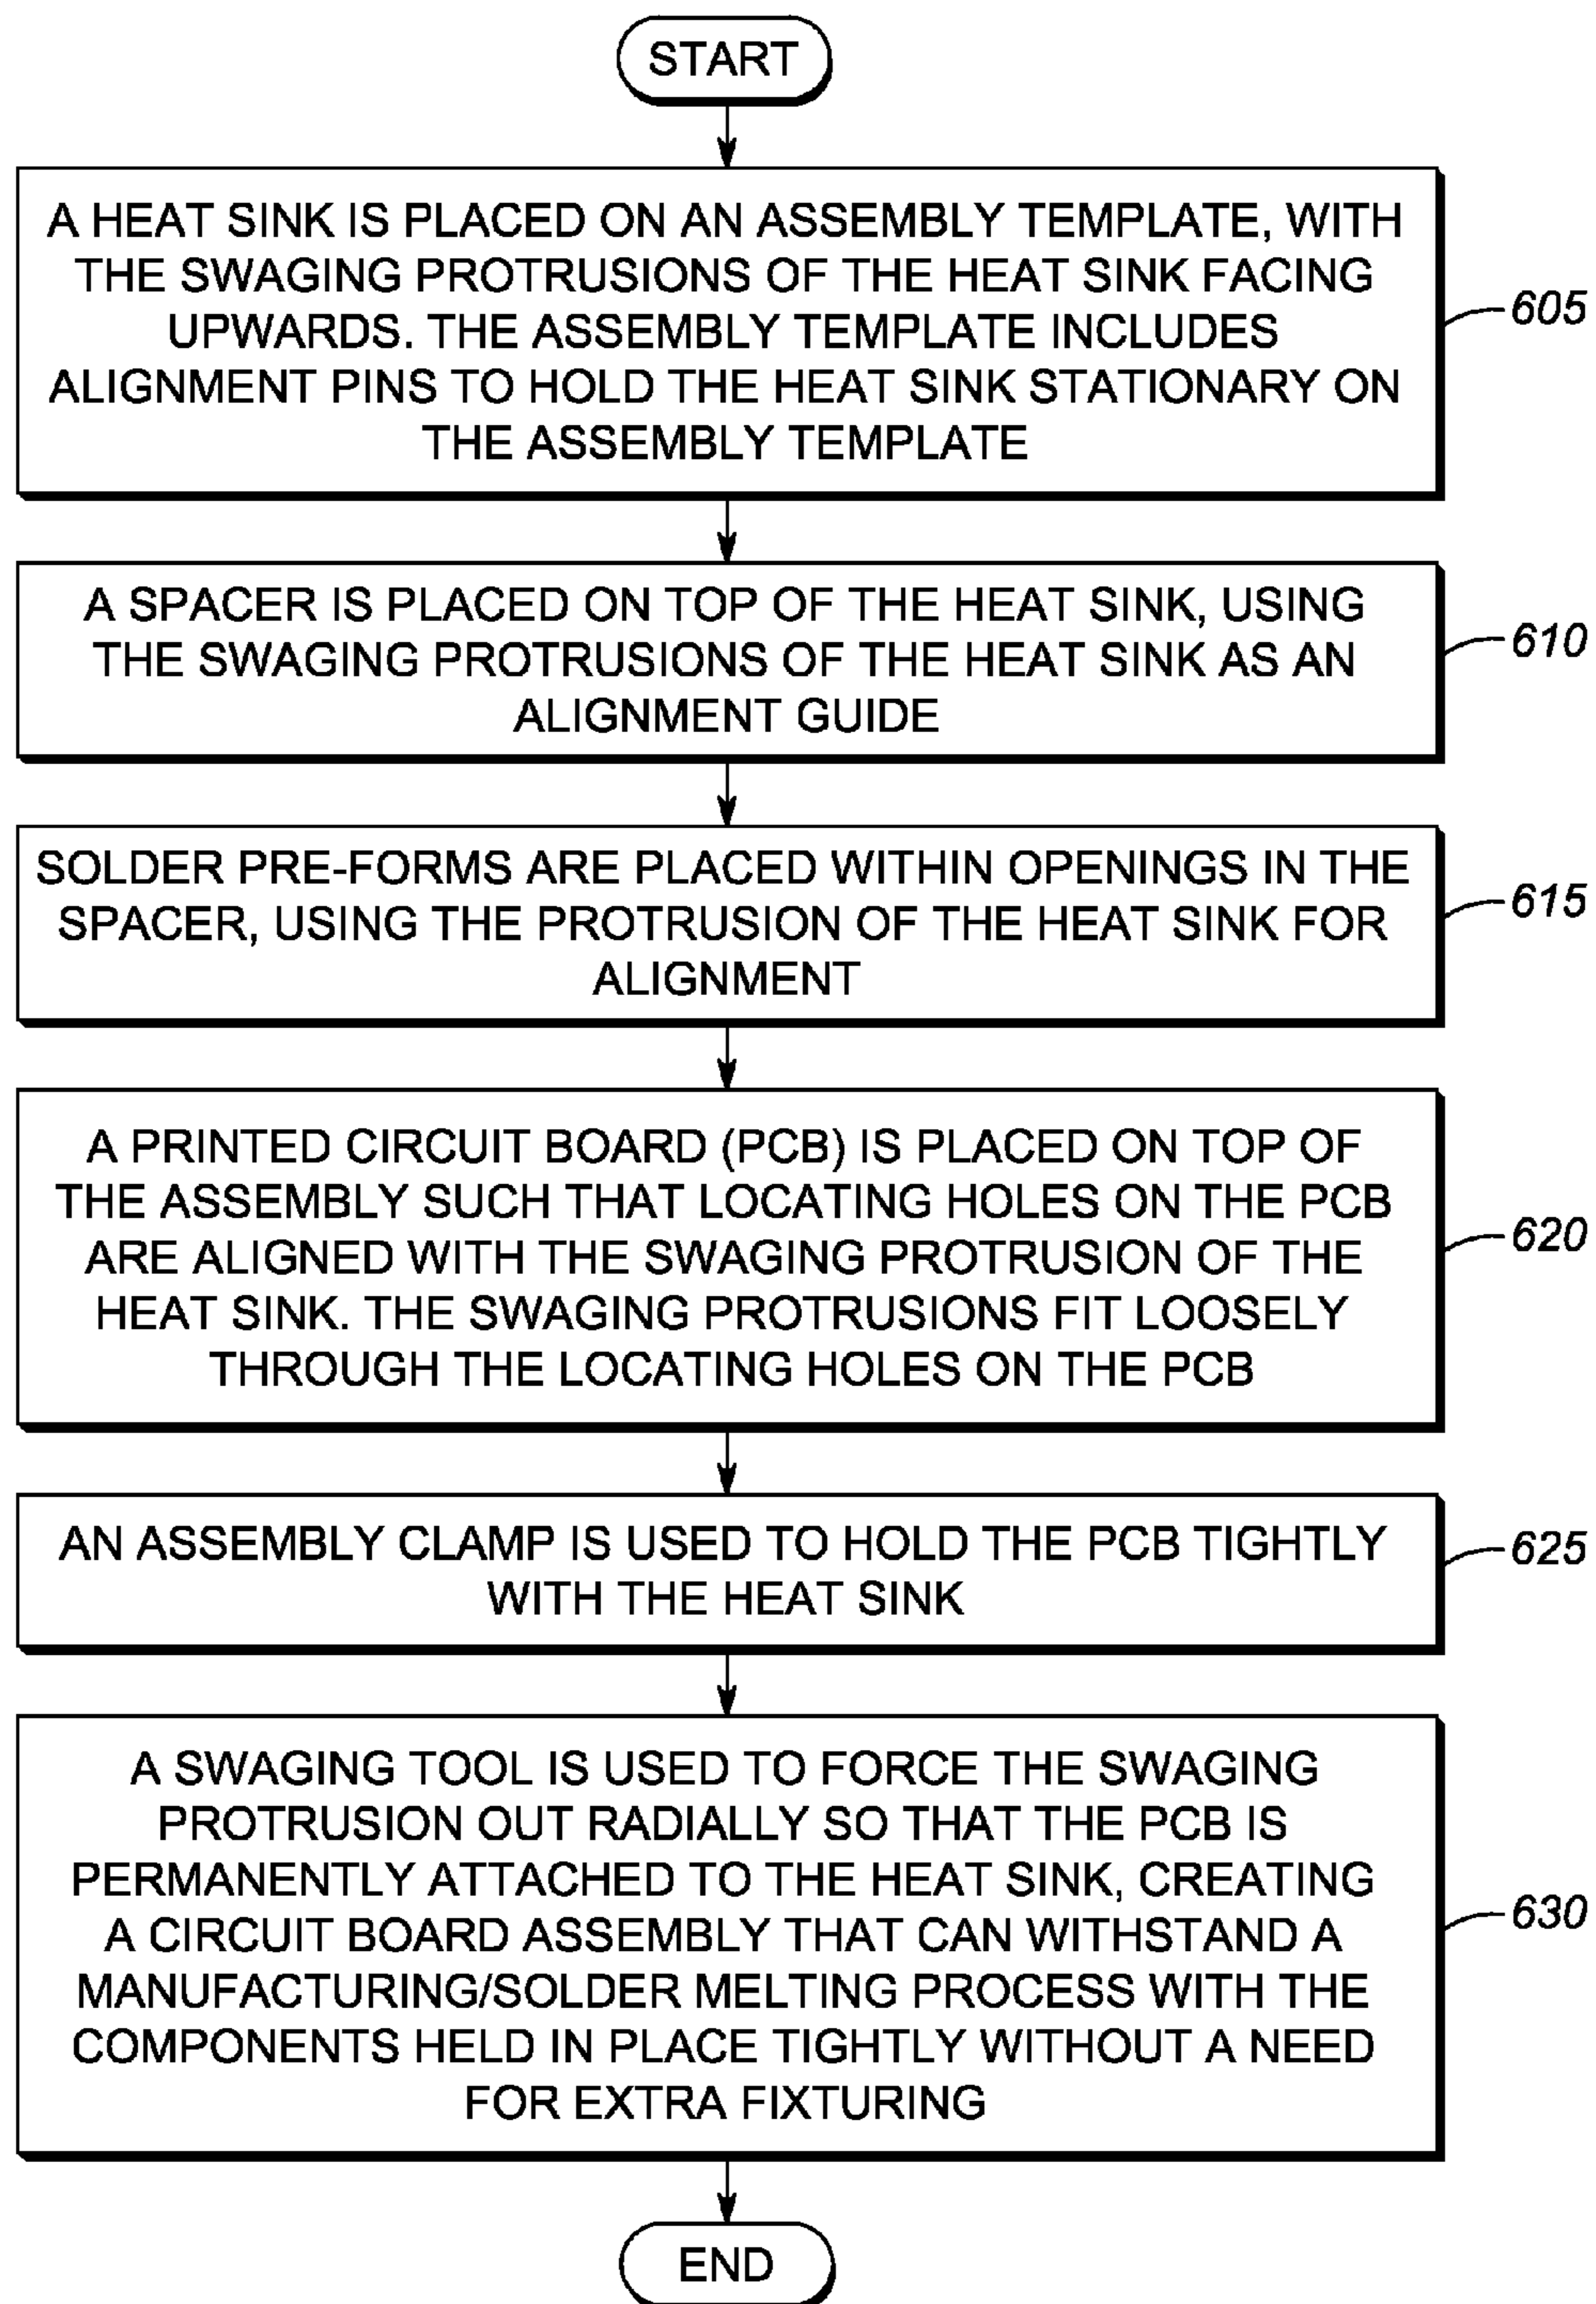 START
A HEAT SINK IS PLACED ON AN ASSEMBLY TEMPLATE, WITH
THE SWAGING PROTRUSIONS OF THE HEAT SINK FACING
UPWARDS. THE ASSEMBLY TEMPLATE INCLUDES
ALIGNMENT PINS TO HOLD THE HEAT SINK STATIONARY ON
THE ASSEMBLY TEMPLATE
605
A SPACER IS PLACED ON TOP OF THE HEAT SINK, USING
THE SWAGING PROTRUSIONS OF THE HEAT SINK AS AN
ALIGNMENT GUIDE
610
SOLDER PRE-FORMS ARE PLACED WITHIN OPENINGS IN THE
SPACER, USING THE PROTRUSION OF THE HEAT SINK FOR
ALIGNMENT
615
A PRINTED CIRCUIT BOARD (PCB) IS PLACED ON TOP OF
THE ASSEMBLY SUCH THAT LOCATING HOLES ON THE PCB
ARE ALIGNED WITH THE SWAGING PROTRUSION OF THE
HEAT SINK. THE SWAGING PROTRUSIONS FIT LOOSELY
THROUGH THE LOCATING HOLES ON THE PCB
620
AN ASSEMBLY CLAMP IS USED TO HOLD THE PCB TIGHTLY
WITH THE HEAT SINK
625
A SWAGING TOOL IS USED TO FORCE THE SWAGING
PROTRUSION OUT RADIALLY SO THAT THE PCB IS
PERMANENTLY ATTACHED TO THE HEAT SINK, CREATING
A CIRCUIT BOARD ASSEMBLY THAT CAN WITHSTAND A
MANUFACTURING/SOLDER MELTING PROCESS WITH THE
COMPONENTS HELD IN PLACE TIGHTLY WITHOUT A NEED
FOR EXTRA FIXTURING
630
END